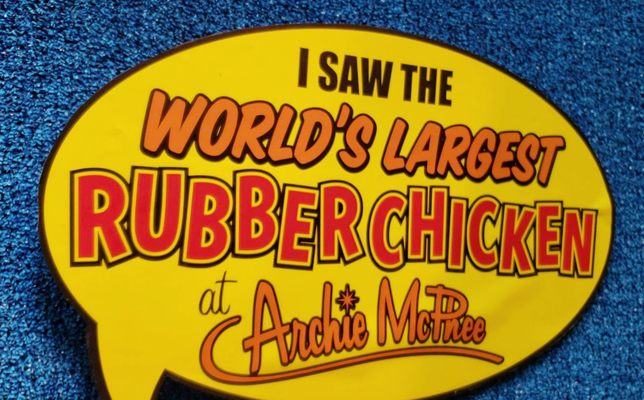 I SAW THE
WORLD'S LARGEST
RUBBER CHICKEN
at Archie McPhee